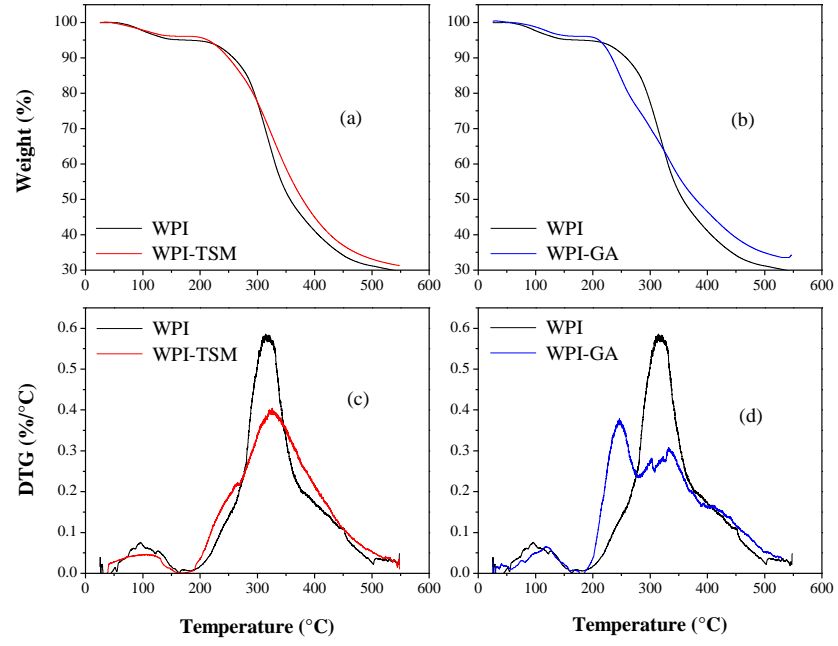 100
90
80
70
60
50
40
30
Weight (%)
(a)
WPI
WPI-TSM
0 100 200 300 400 500 600
100
90
80
70
60
50
40
30
(b)
WPI
WPI-GA
0 100 200 300 400 500 600
0.6
0.5
0.4
0.3
0.2
0.1
0.0
DTG (%/°C)
WPI
WPI-TSM
(c)
0 100 200 300 400 500 600
Temperature (°C)
0.6
0.5
0.4
0.3
0.2
0.1
0.0
WPI
WPI-GA
(d)
0 100 200 300 400 500 600
Temperature (°C)